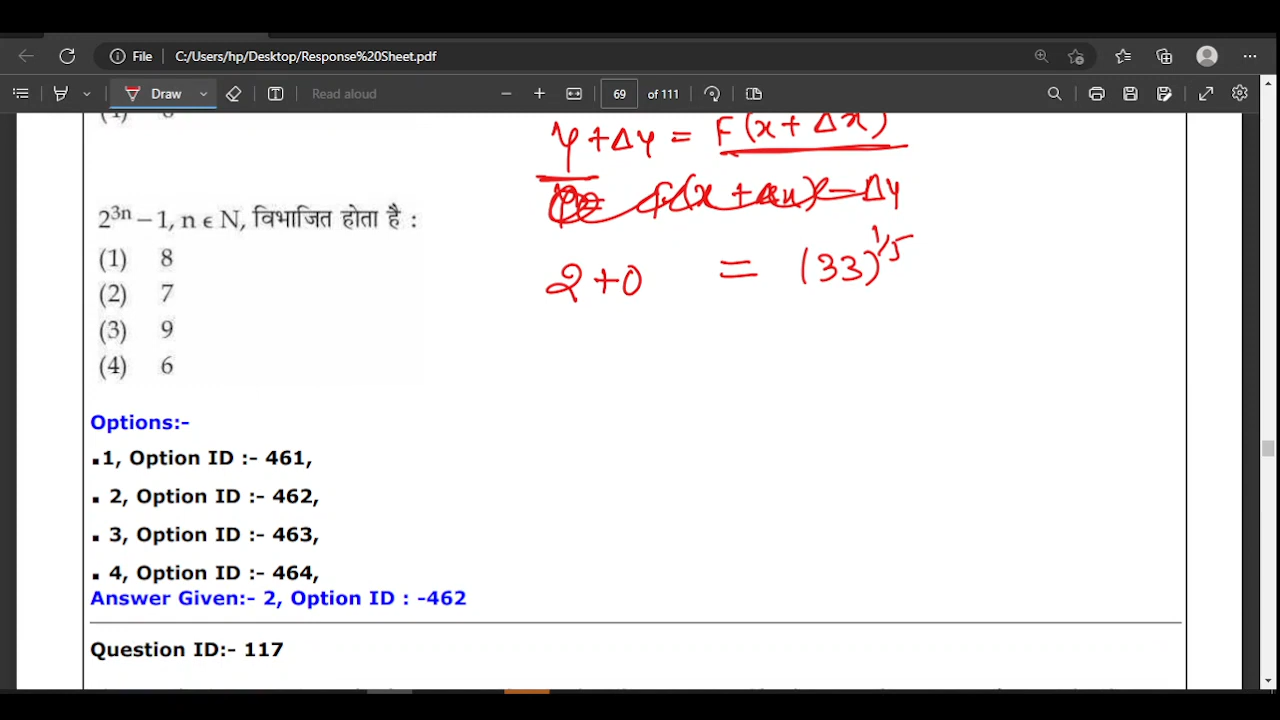 File C:/Users/hp/Desktop/Response%20Sheet.pdf
Draw Read aloud 69 of 111
y + Δy = F(x + Δx)
2^3n – 1, n ϵ N, विभाजित होता है :
(1) 8
(2) 7
(3) 9
(4) 6
2 + 0 = (33)^1/5
Options:-
▪1, Option ID :- 461,
▪ 2, Option ID :- 462,
▪ 3, Option ID :- 463,
▪ 4, Option ID :- 464,
Answer Given:- 2, Option ID : -462
Question ID:- 117